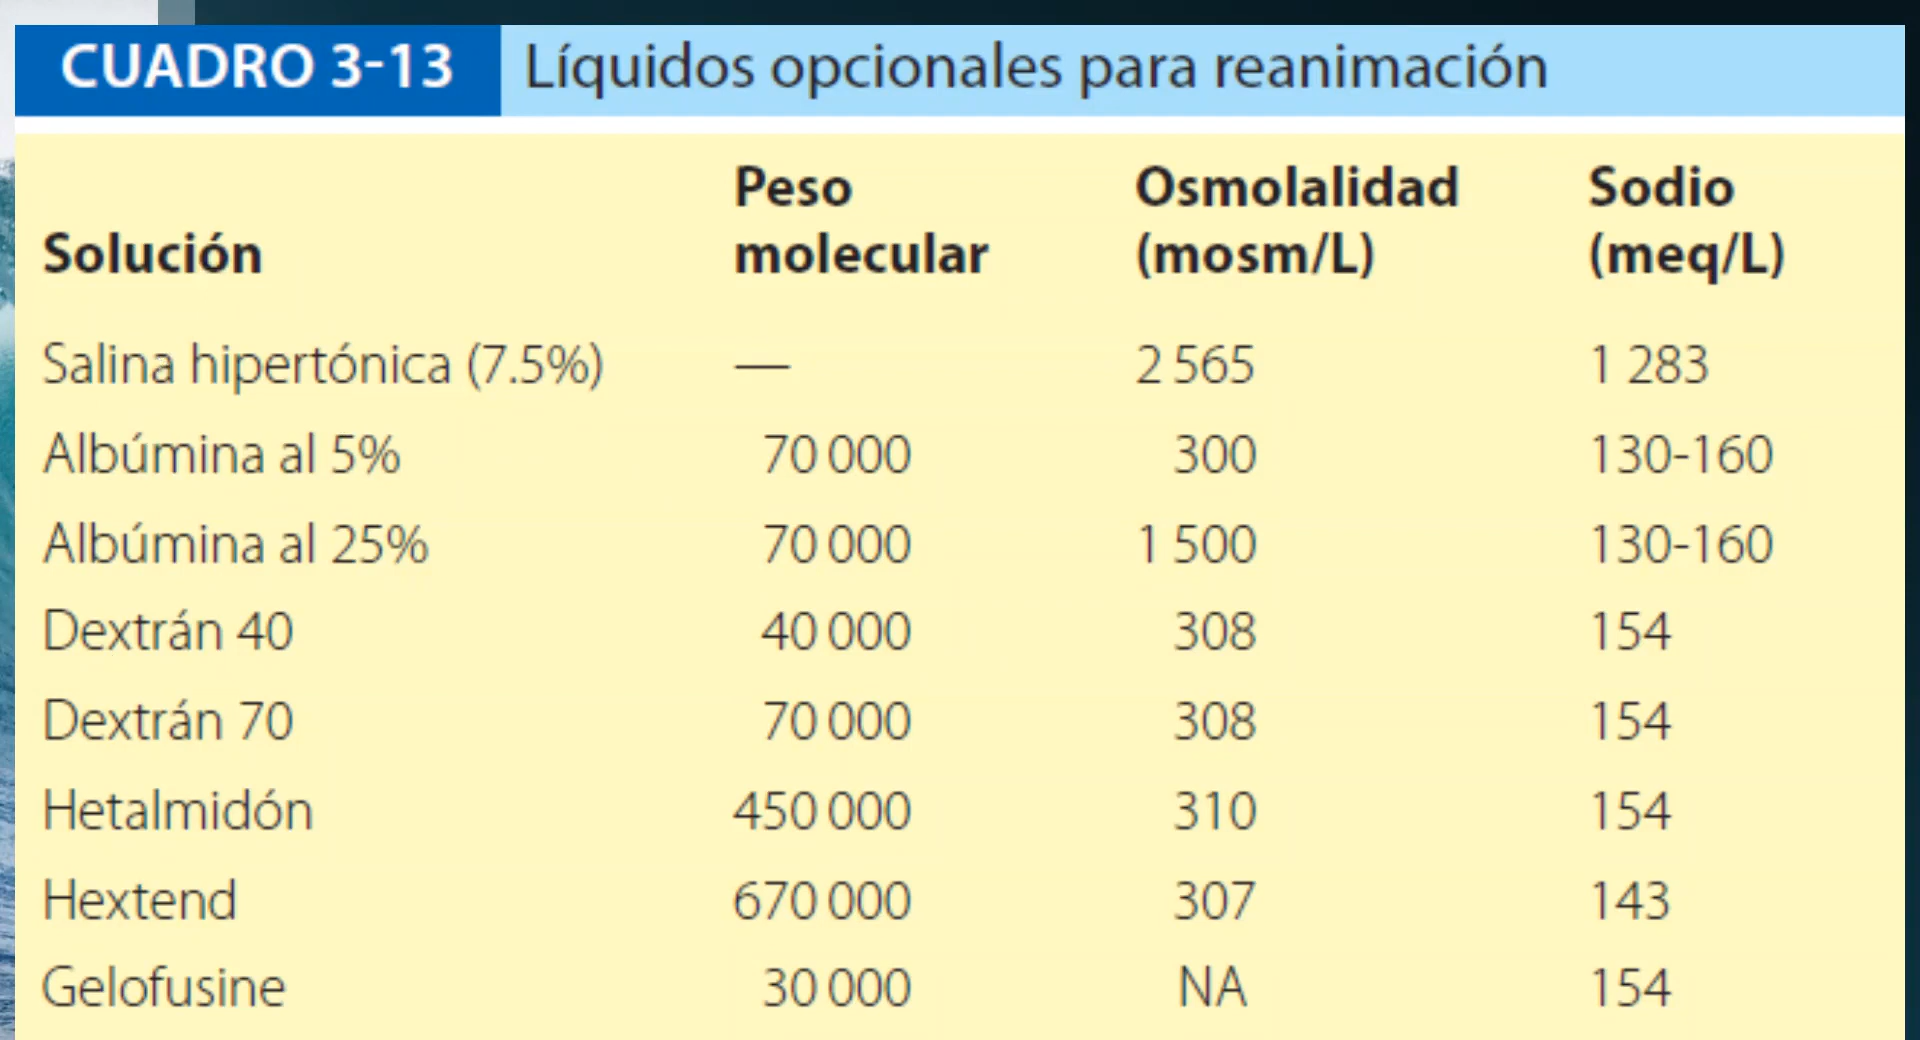 CUADRO 3-13 Líquidos opcionales para reanimación
Solución Peso molecular Osmolalidad (mosm/L) Sodio (meq/L)
Salina hipertónica (7.5%) — 2 565 1 283
Albúmina al 5% 70 000 300 130-160
Albúmina al 25% 70 000 1 500 130-160
Dextrán 40 40 000 308 154
Dextrán 70 70 000 308 154
Hetalmidón 450 000 310 154
Hextend 670 000 307 143
Gelofusine 30 000 NA 154